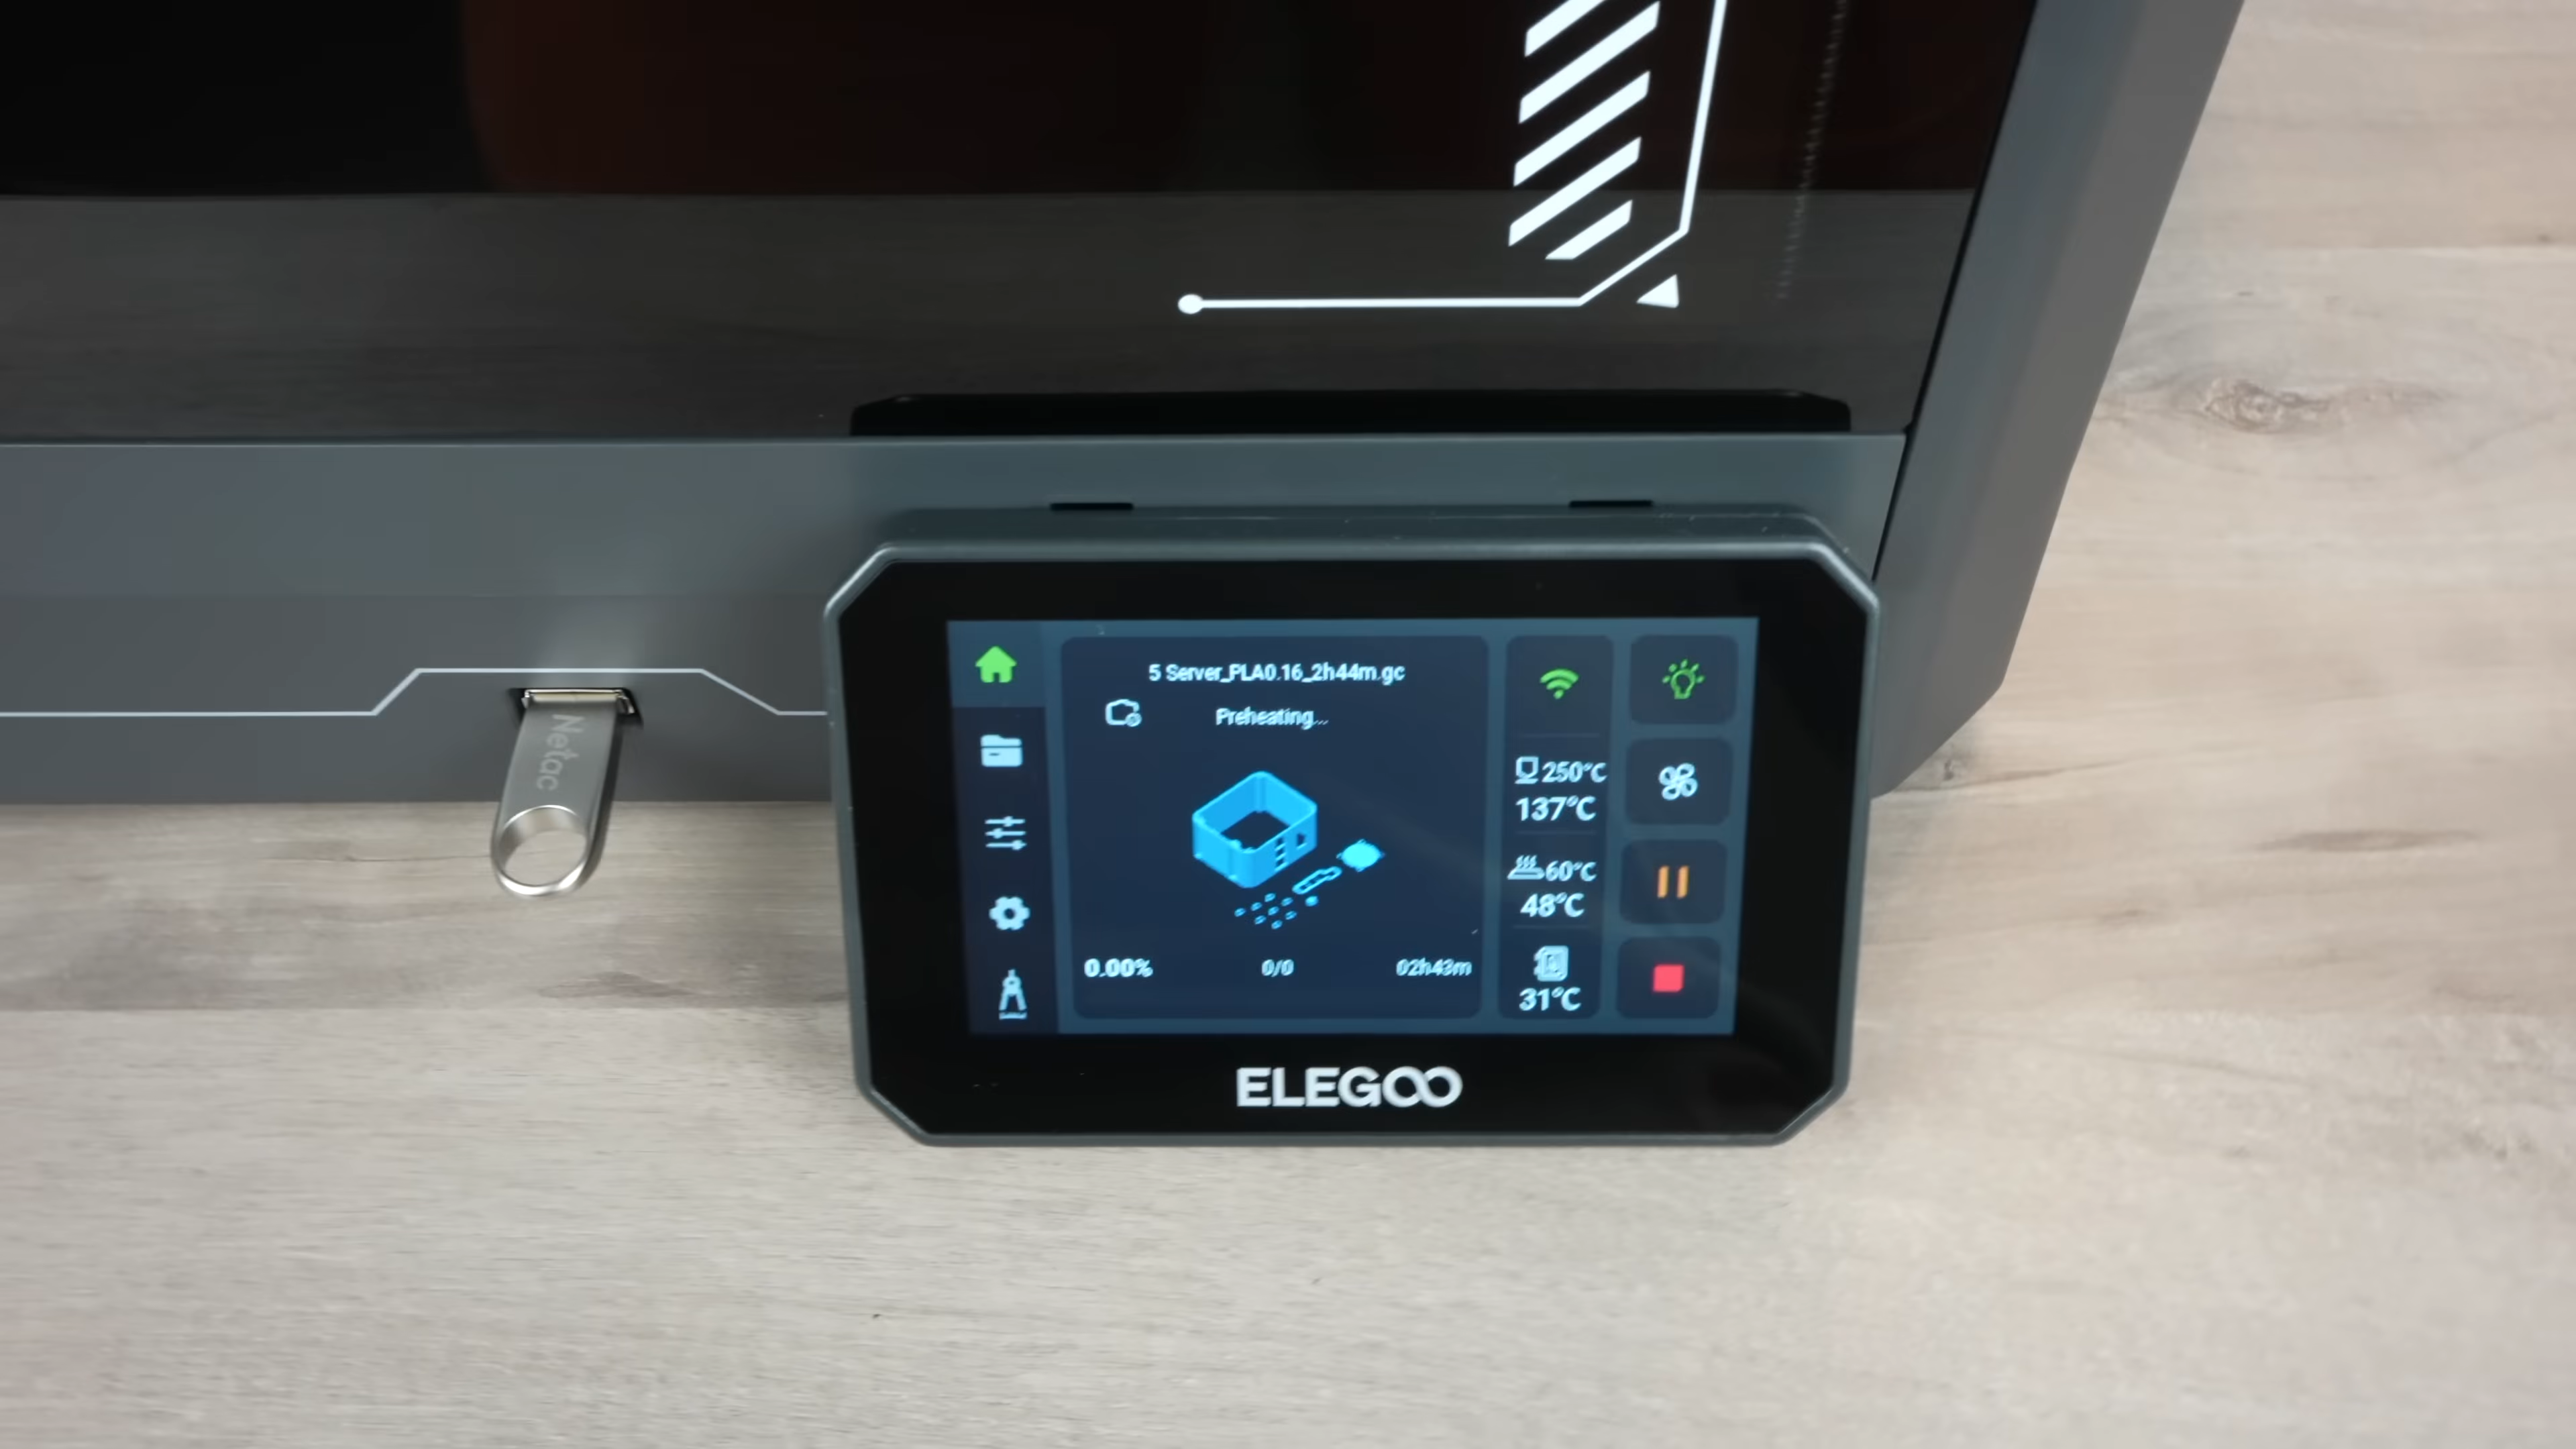 5 Server_PLA0.16_2h44m.gc
Preheating...
250°C
137°C
60°C
48°C
31°C
0.00%
0/0
02h43m
Netac
ELEGOO